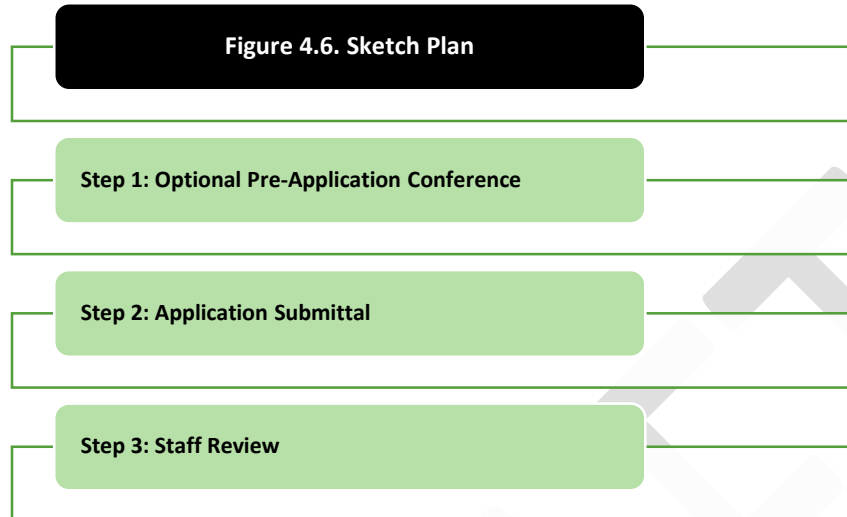 Figure 4.6. Sketch Plan
Step 1: Optional Pre-Application Conference
Step 2: Application Submittal
Step 3: Staff Review